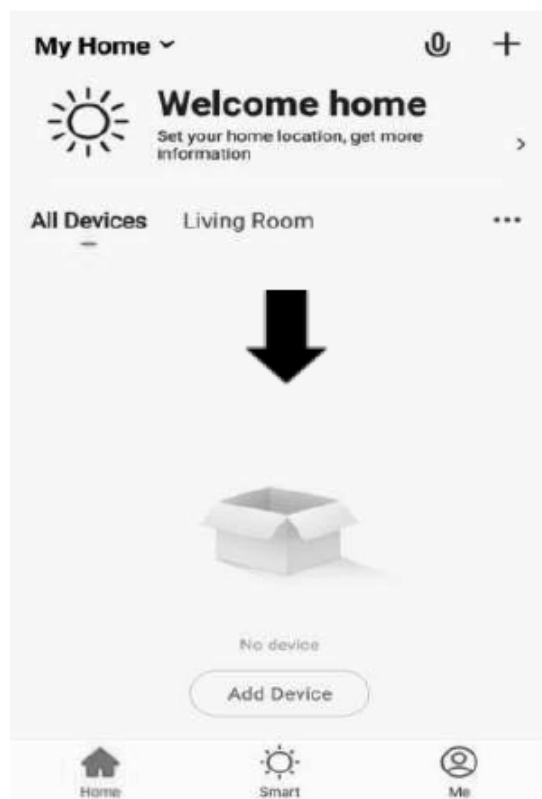 My Home
Welcome home
Set your home location, get more
information
All Devices Living Room
No device
Add Device
Home Smart Me